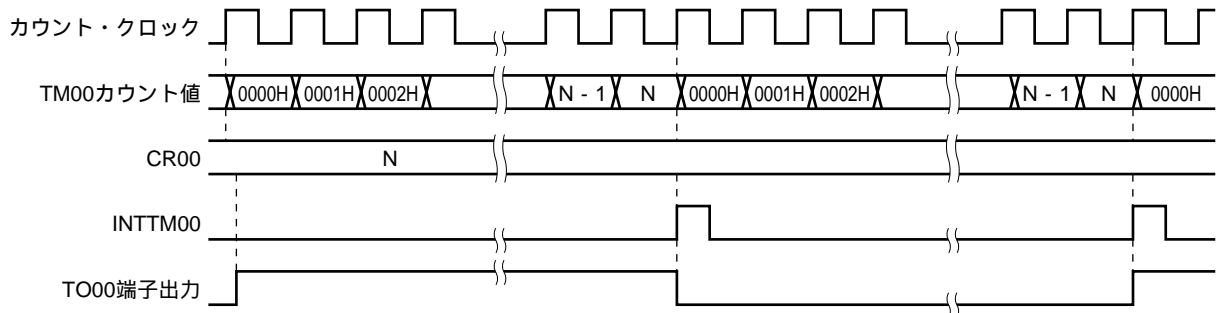 カウント・クロック
TM00カウント値 0000H 0001H 0002H N - 1 N 0000H 0001H 0002H N - 1 N 0000H
CR00 N
INTTM00
TO00端子出力